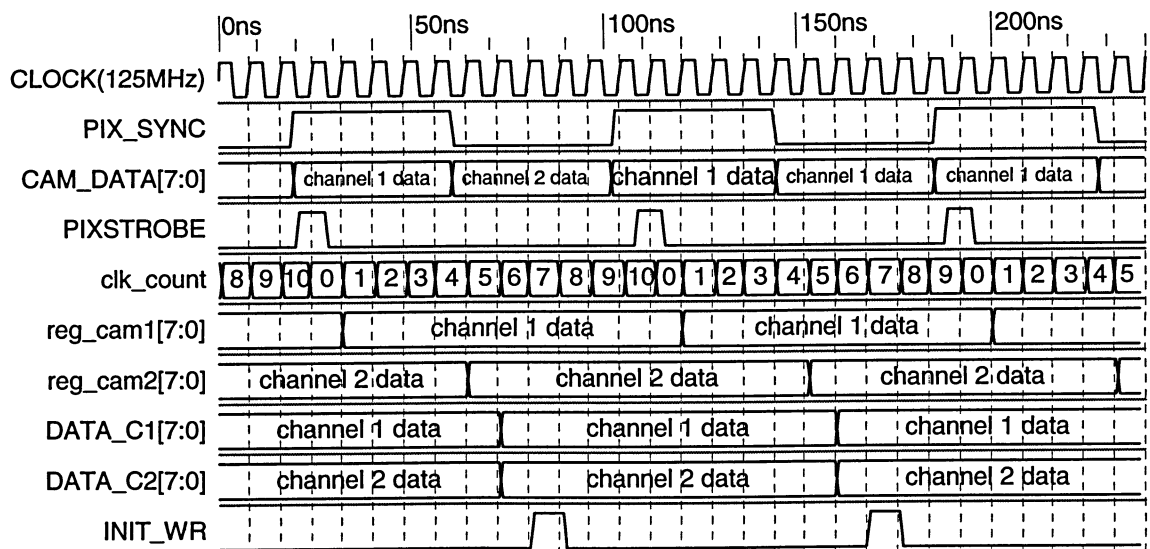 0ns 50ns 100ns 150ns 200ns
CLOCK(125MHz)
PIX_SYNC
CAM_DATA[7:0] channel 1 data channel 2 data channel 1 data channel 1 data channel 1 data
PIXSTROBE
clk_count 8 9 10 0 1 2 3 4 5 6 7 8 9 10 0 1 2 3 4 5 6 7 8 9 0 1 2 3 4 5
reg_cam1[7:0] channel 1 data channel 1 data
reg_cam2[7:0] channel 2 data channel 2 data channel 2 data
DATA_C1[7:0] channel 1 data channel 1 data channel 1 data
DATA_C2[7:0] channel 2 data channel 2 data channel 2 data
INIT_WR